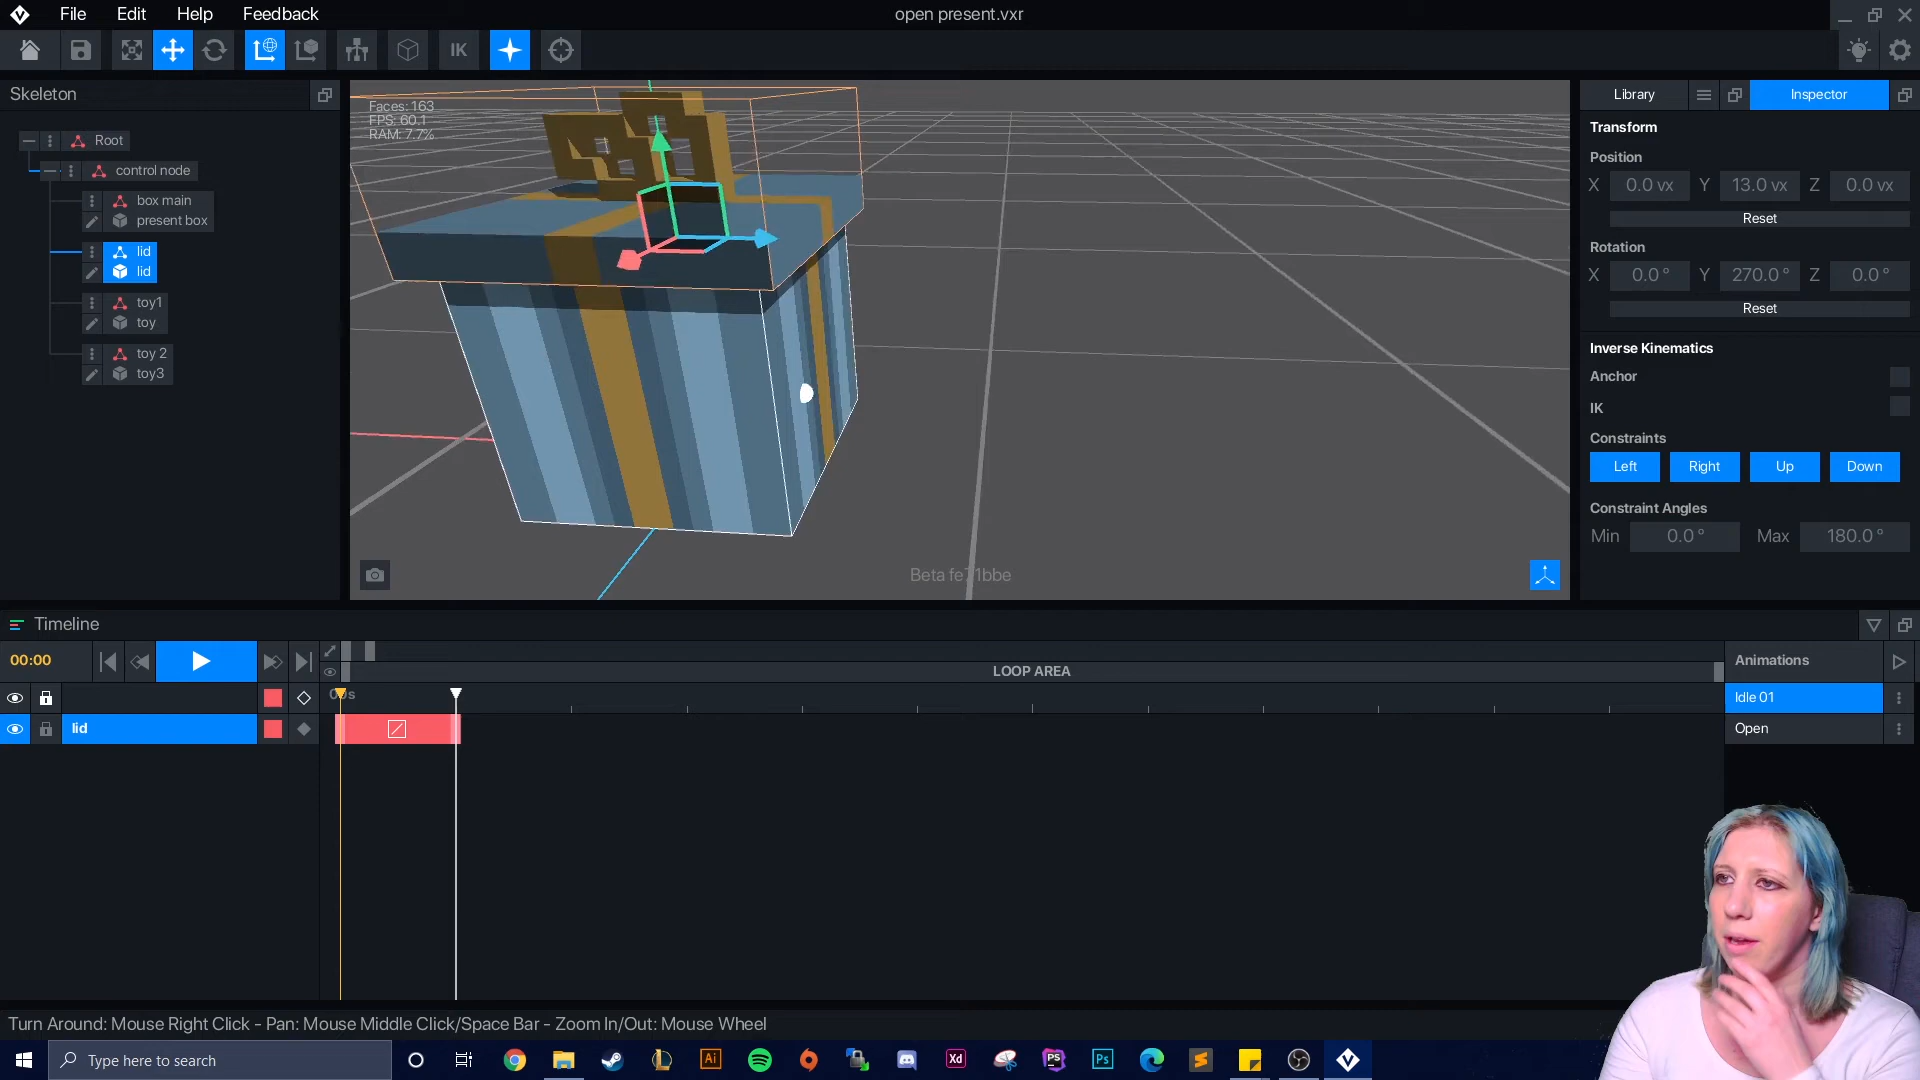 File Edit Help Feedback
open present.vxr
IK
Skeleton
Root
control node
box main
present box
lid
lid
toy1
toy
toy 2
toy3
Faces: 163
FPS: 60.1
RAM: 7.7%
Library
Inspector
Transform
Position
X 0.0 vx Y 13.0 vx Z 0.0 vx
Reset
Rotation
X 0.0 ° Y 270.0 ° Z 0.0 °
Reset
Inverse Kinematics
Anchor
IK
Constraints
Left Right Up Down
Constraint Angles
Min 0.0 ° Max 180.0 °
Timeline
00:00
LOOP AREA
Animations
Idle 01
lid
Open
Turn Around: Mouse Right Click - Pan: Mouse Middle Click/Space Bar - Zoom In/Out: Mouse Wheel
Type here to search
Ai
Xd
PS
Ps